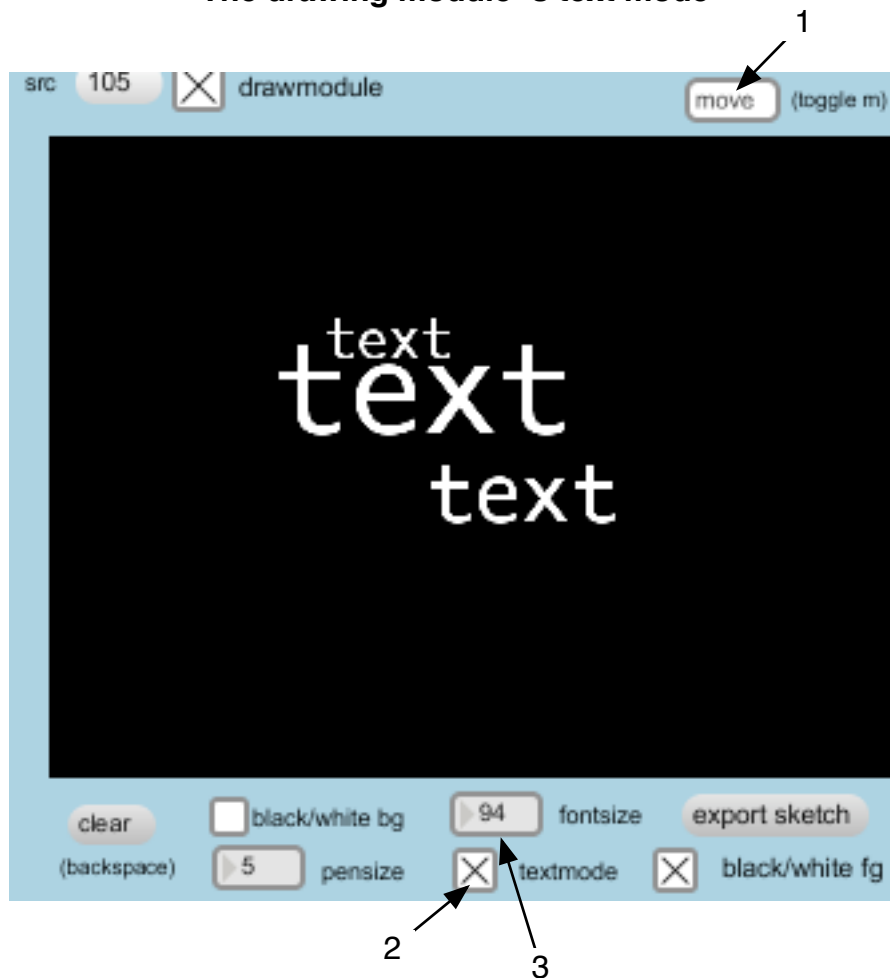 1
src 105 drawmodule move (toggle m)
text
text
text
clear black/white bg 94 fontsize export sketch
(backspace) 5 pensize textmode black/white fg
2
3